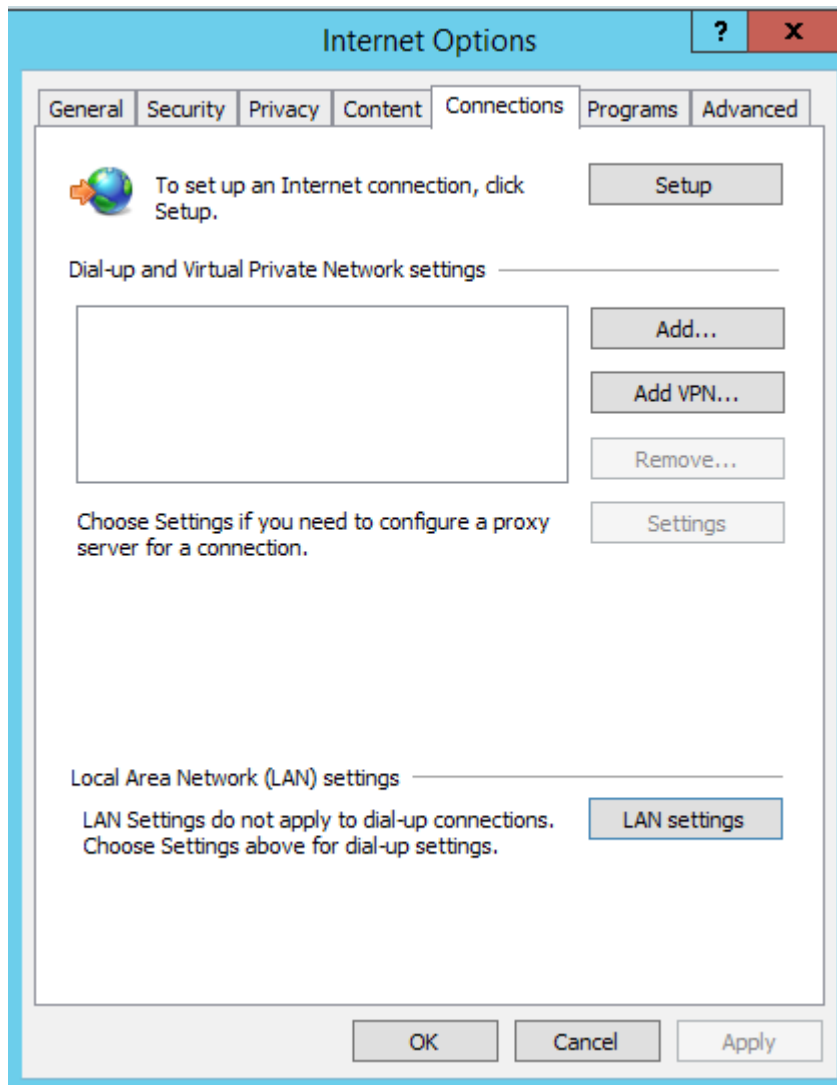 Internet Options
?
x
General
Security
Privacy
Content
Connections
Programs
Advanced
To set up an Internet connection, click
Setup.
Setup
Dial-up and Virtual Private Network settings
Add...
Add VPN...
Remove...
Choose Settings if you need to configure a proxy
server for a connection.
Settings
Local Area Network (LAN) settings
LAN Settings do not apply to dial-up connections.
Choose Settings above for dial-up settings.
LAN settings
OK
Cancel
Apply